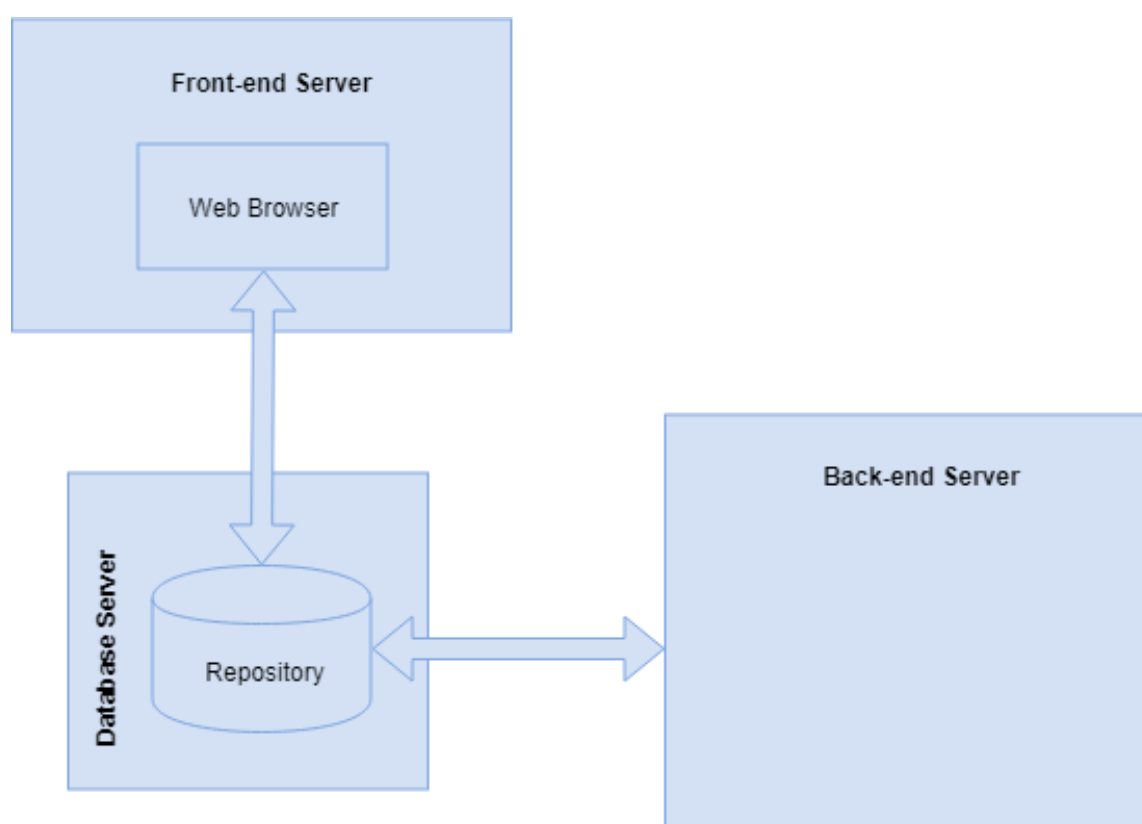 Front-end Server
Web Browser
Back-end Server
Database Server
Repository